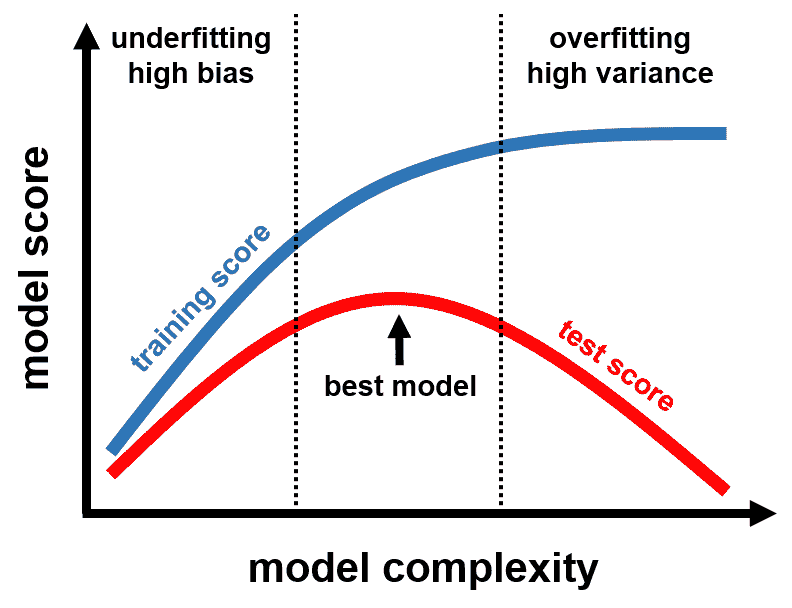 underfitting
high bias
overfitting
high variance
model score
training score
test score
best model
model complexity